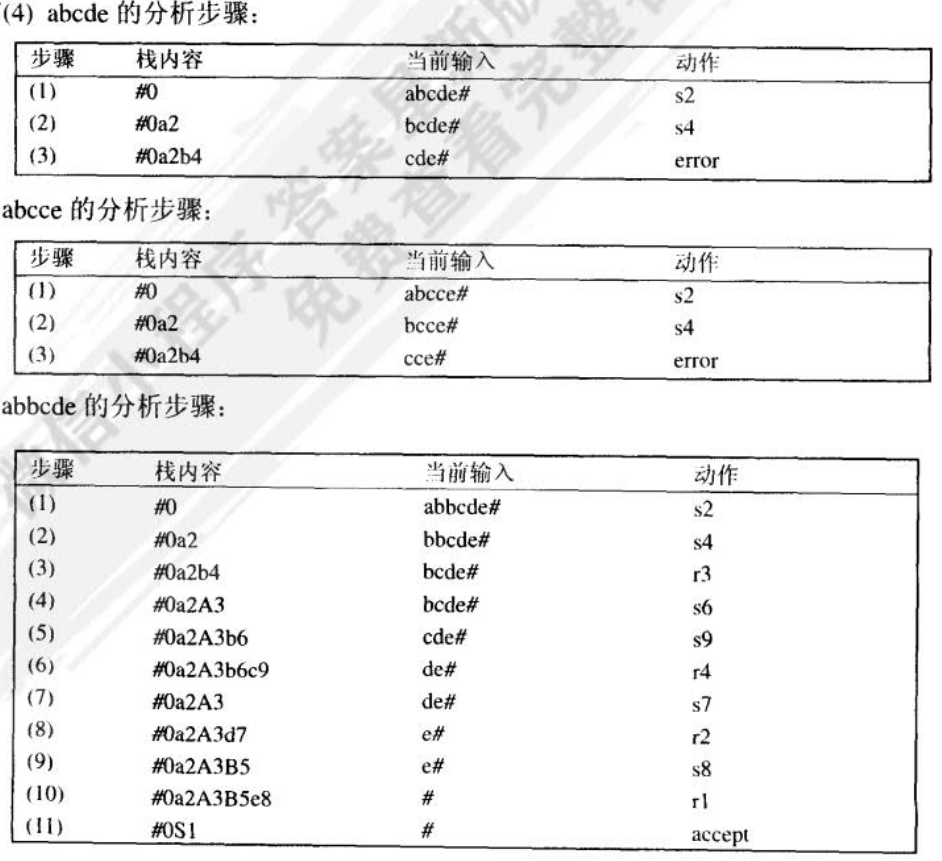 (4) abcde 的分析步骤：
步骤 栈内容 当前输入 动作
(1) #0 abcde# s2
(2) #0a2 bcde# s4
(3) #0a2b4 cde# error
abcce 的分析步骤：
步骤 栈内容 当前输入 动作
(1) #0 abcce# s2
(2) #0a2 bcce# s4
(3) #0a2b4 cce# error
abbcde 的分析步骤：
步骤 栈内容 当前输入 动作
(1) #0 abbcde# s2
(2) #0a2 bbcde# s4
(3) #0a2b4 bcde# r3
(4) #0a2A3 bcde# s6
(5) #0a2A3b6 cde# s9
(6) #0a2A3b6c9 de# r4
(7) #0a2A3 de# s7
(8) #0a2A3d7 e# r2
(9) #0a2A3B5 e# s8
(10) #0a2A3B5e8 # r1
(11) #0S1 # accept